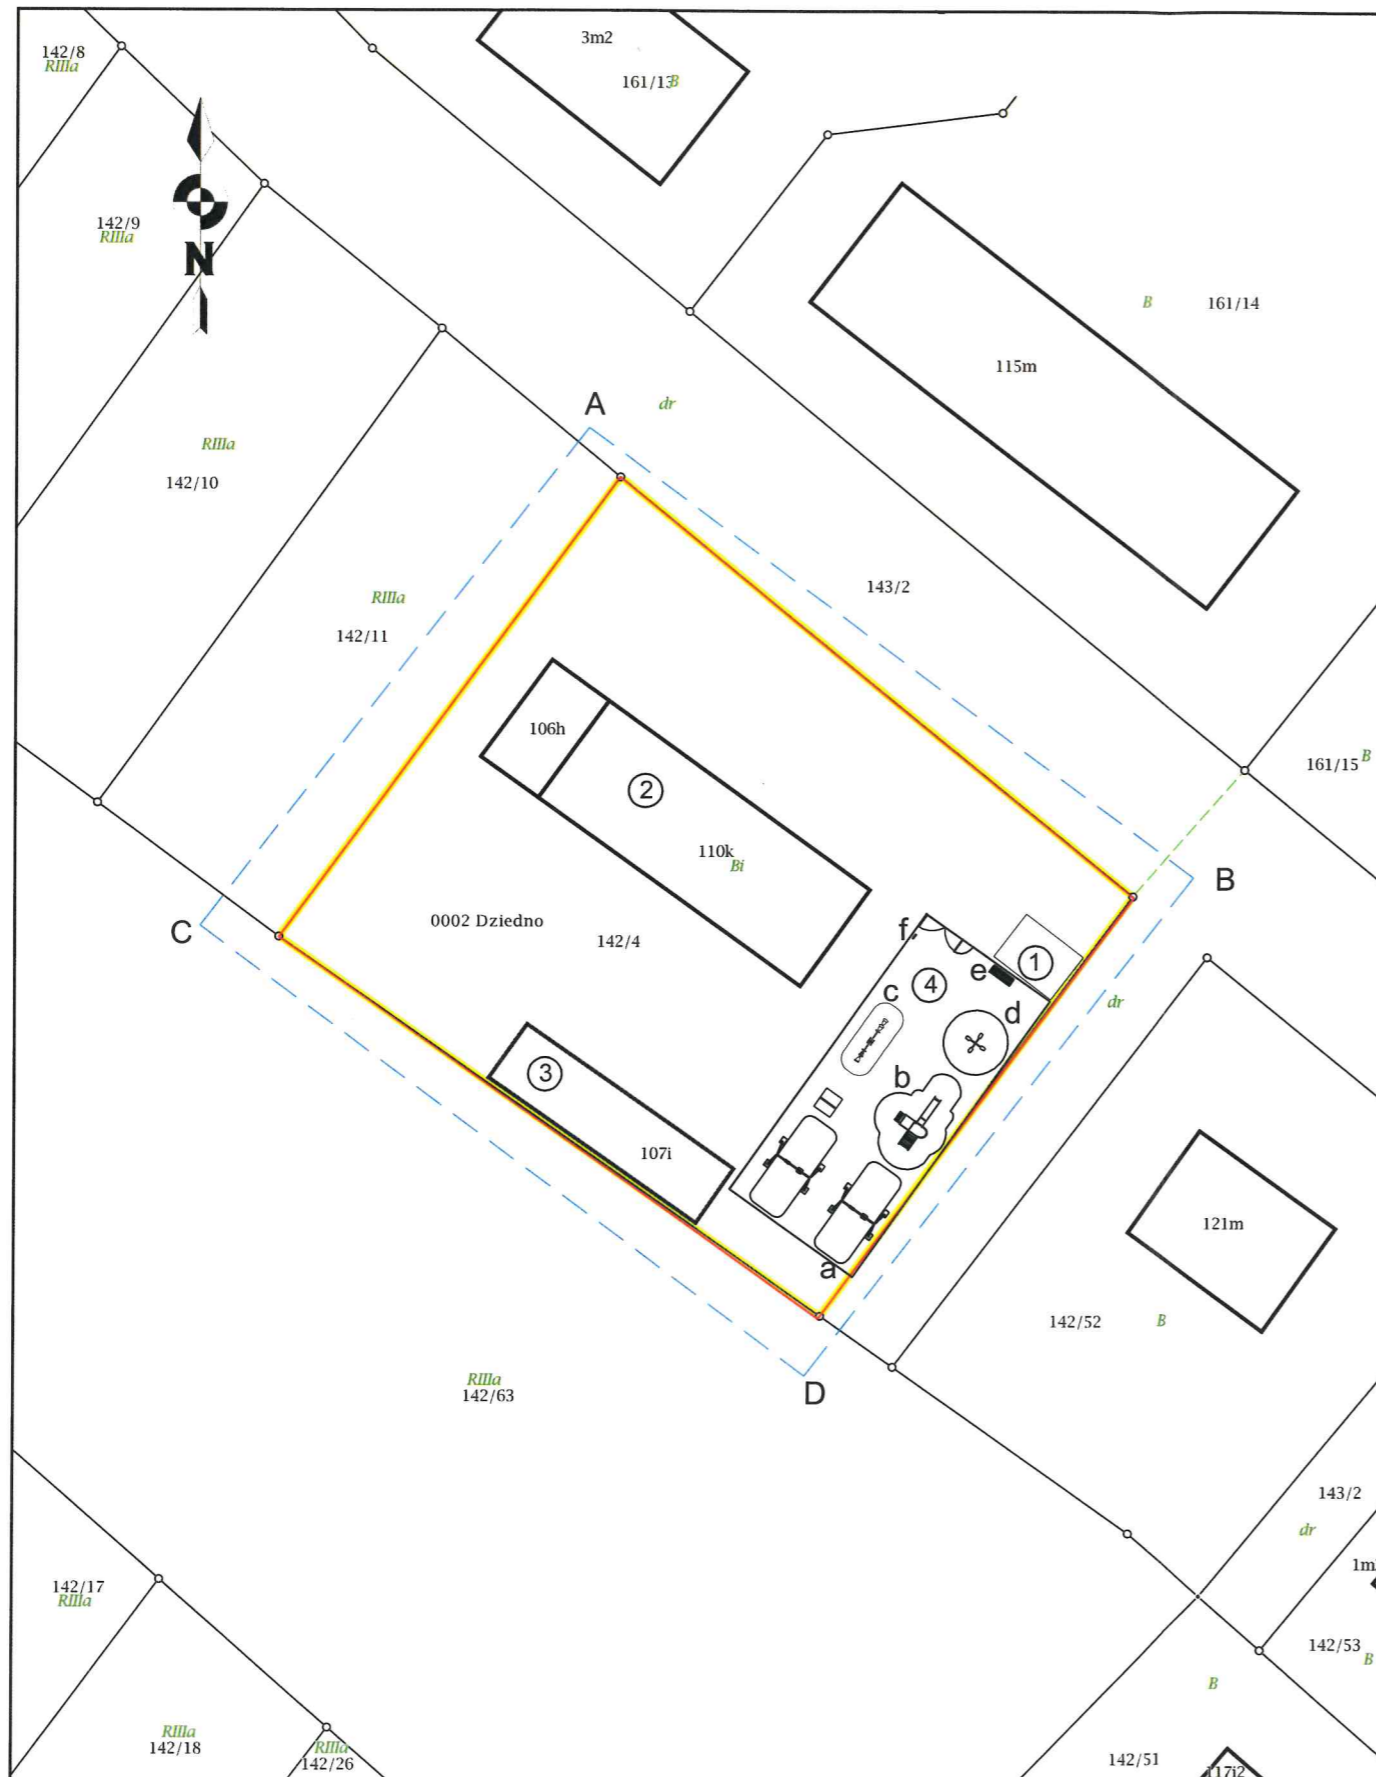 3m2
142/8
RIIIa
161/13
B
142/9
RIIIa
N
B
161/14
115m
A
dr
RIIIa
142/10
143/2
RIIIa
142/11
106h
2
161/15
B
110k
Bi
B
0002 Dziedno
C
142/4
f
e
1
4
c
dr
d
3
b
107i
121m
a
142/52
B
RIIIa
142/63
D
143/2
dr
142/17
RIIIa
142/53
B
B
RIIIa
142/18
RIIIa
142/26
142/51
117i2